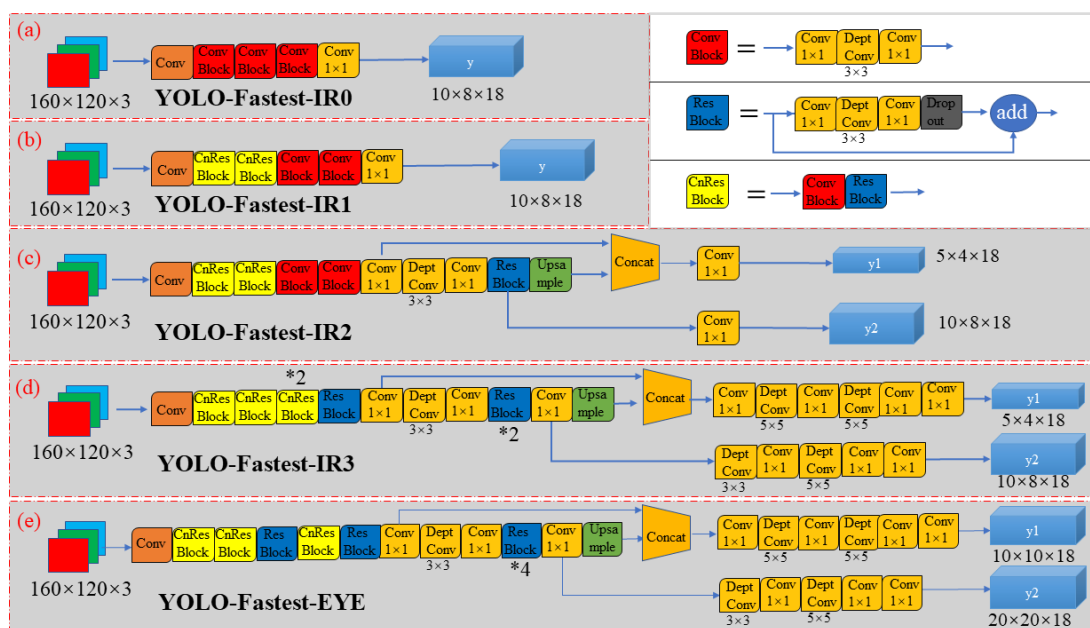 (a)
Conv
Conv Block
Conv Block
Conv Block
Conv 1×1
y
160×120×3
YOLO-Fastest-IR0
10×8×18
Conv Block
=
Conv 1×1
Dept Conv
Conv 1×1
3×3
Res Block
=
Conv 1×1
Dept Conv
Conv 1×1
Drop out
add
3×3
CnRes Block
=
Conv Block
Res Block
(b)
Conv
CnRes Block
CnRes Block
Conv Block
Conv Block
Conv 1×1
y
160×120×3
YOLO-Fastest-IR1
10×8×18
(c)
Conv
CnRes Block
CnRes Block
Conv Block
Conv Block
Conv 1×1
Dept Conv
Conv 1×1
Res Block
Upsa mple
3×3
Concat
Conv 1×1
y1
5×4×18
160×120×3
YOLO-Fastest-IR2
Conv 1×1
y2
10×8×18
(d)
*2
Conv
CnRes Block
CnRes Block
CnRes Block
Res Block
Conv 1×1
Dept Conv
Conv 1×1
Res Block
Conv 1×1
Upsa mple
3×3
*2
Concat
Conv 1×1
Dept Conv
Conv 1×1
Dept Conv
Conv 1×1
Conv 1×1
5×5
5×5
y1
5×4×18
160×120×3
YOLO-Fastest-IR3
Dept Conv
Conv 1×1
Dept Conv
Conv 1×1
Conv 1×1
3×3
5×5
y2
10×8×18
(e)
Conv
CnRes Block
CnRes Block
Res Block
CnRes Block
Res Block
Conv 1×1
Dept Conv
Conv 1×1
Res Block
Conv 1×1
Upsa mple
3×3
*4
Concat
Conv 1×1
Dept Conv
Conv 1×1
Dept Conv
Conv 1×1
Conv 1×1
5×5
5×5
y1
10×10×18
160×120×3
YOLO-Fastest-EYE
Dept Conv
Conv 1×1
Dept Conv
Conv 1×1
Conv 1×1
3×3
5×5
y2
20×20×18